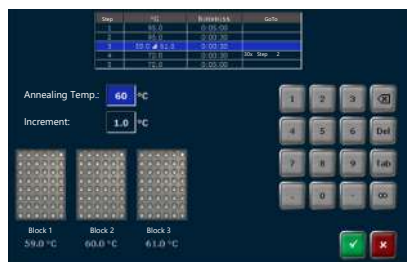 Step °C h:mm:ss GoTo
1 95.0 0:05:00
2 95.0 0:00:30
3 59.0 61.0 0:00:30
4 72.0 0:00:30 30x Step 2
5 72.0 0:05:00
Annealing Temp.: 60 °C
Increment: 1.0 °C
1 2 3
4 5 6 Del
7 8 9 Tab
. 0 - ∞
Block 1 Block 2 Block 3
59.0 °C 60.0 °C 61.0 °C